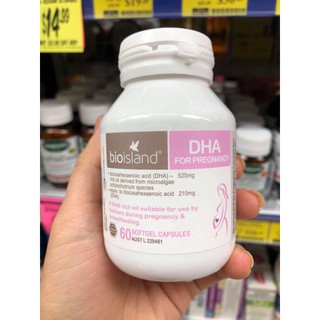 $14.99
bioisland®
DHA
FOR PREGNANCY
docosahexaenoic acid (DHA) – 525mg
rich oil derived from microalgae
schizochytrium species
equiv. to docosahexaenoic acid 210mg
(DHA)
A DHA rich oil suitable for use by
mothers during pregnancy &
breastfeeding.
60 SOFTGEL CAPSULES
AUST L 229481